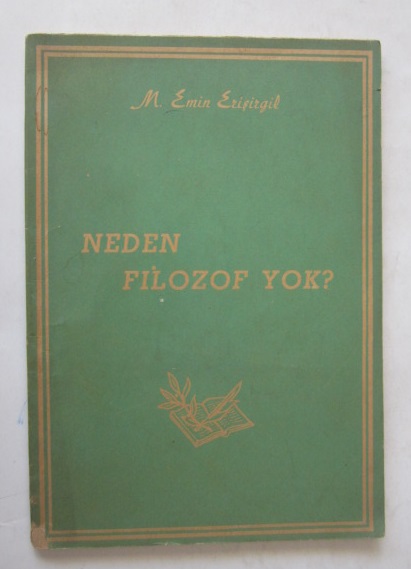 M. Emin Erişirgil
NEDEN
FİLOZOF YOK?